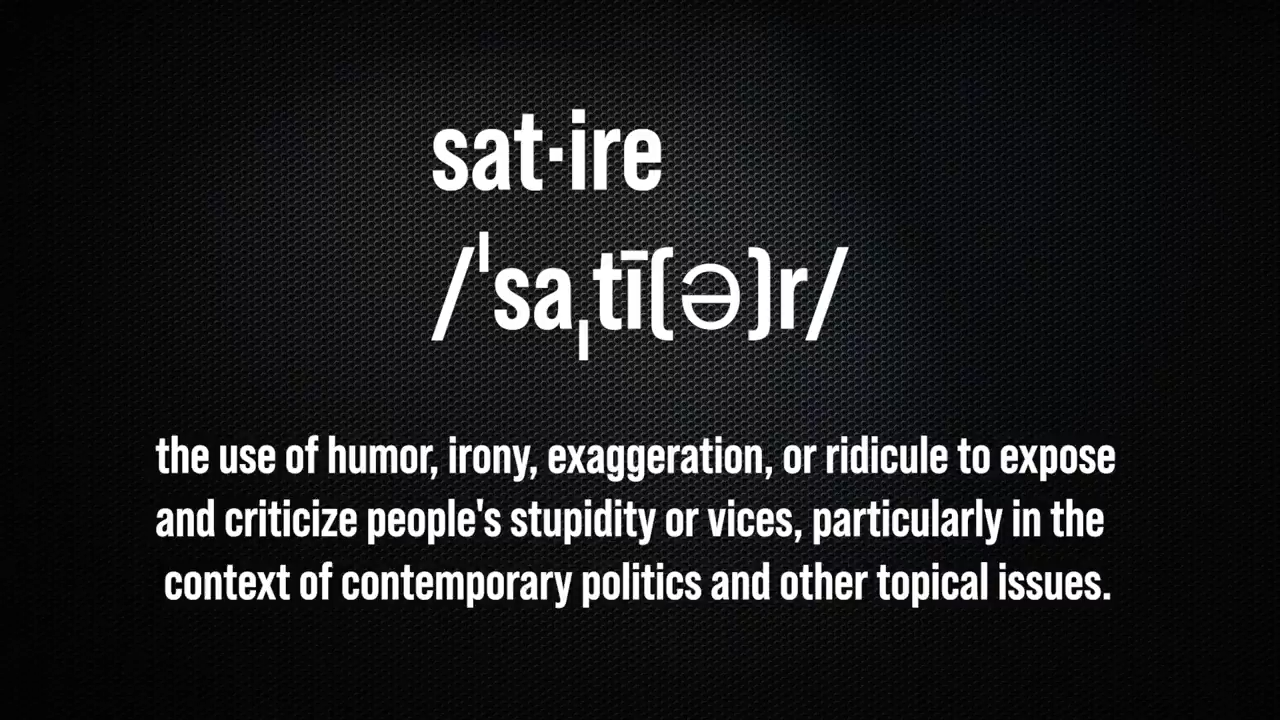 sat·ire
/ˈsaˌtī(ə)r/
the use of humor, irony, exaggeration, or ridicule to expose
and criticize people's stupidity or vices, particularly in the
context of contemporary politics and other topical issues.